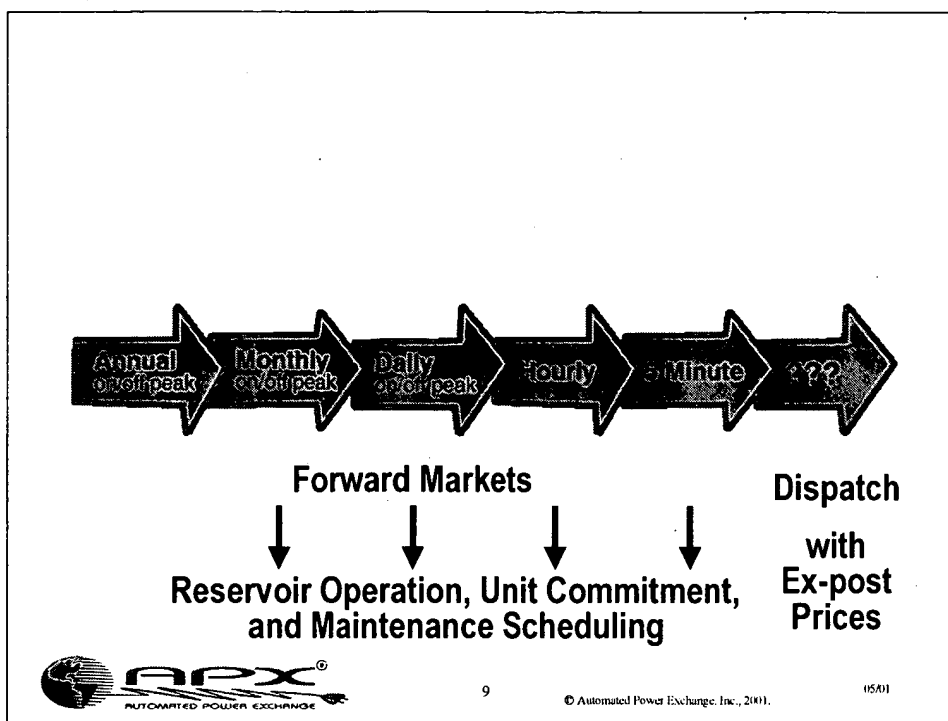 Annual
on/off peak
Monthly
on/off peak
Daily
on/off peak
Hourly
5 Minute
???
Forward Markets
Dispatch
with
Ex-post
Prices
Reservoir Operation, Unit Commitment,
and Maintenance Scheduling
APX®
AUTOMATED POWER EXCHANGE
9
© Automated Power Exchange, Inc., 2001.
05/01